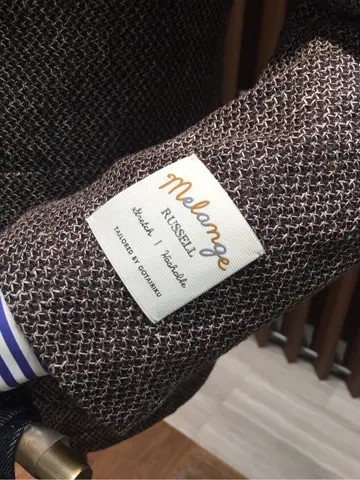 Melange
RUSSELL
Stretch | Washable
TAILORED BY GOTAIRIKU